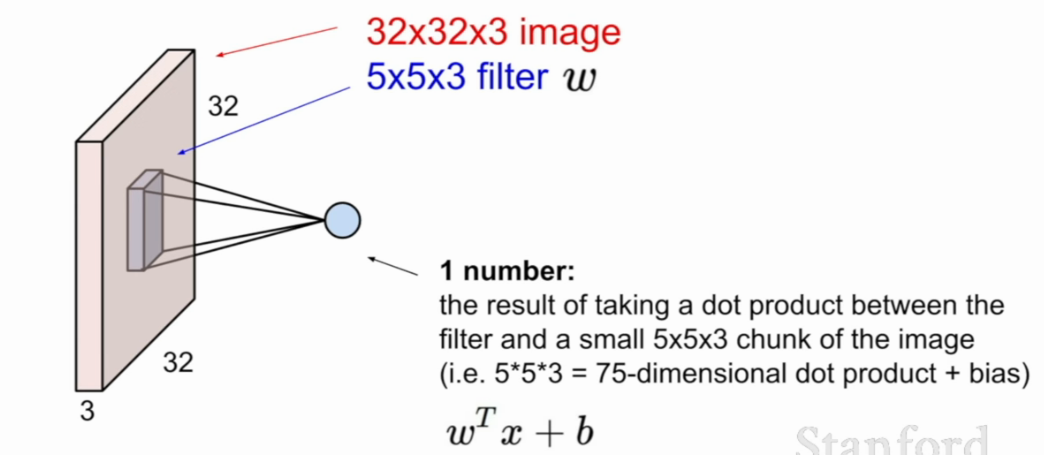 32x32x3 image
5x5x3 filter w
32
1 number:
the result of taking a dot product between the
filter and a small 5x5x3 chunk of the image
(i.e. 5*5*3 = 75-dimensional dot product + bias)
32
3
wᵀx + b
Stanford